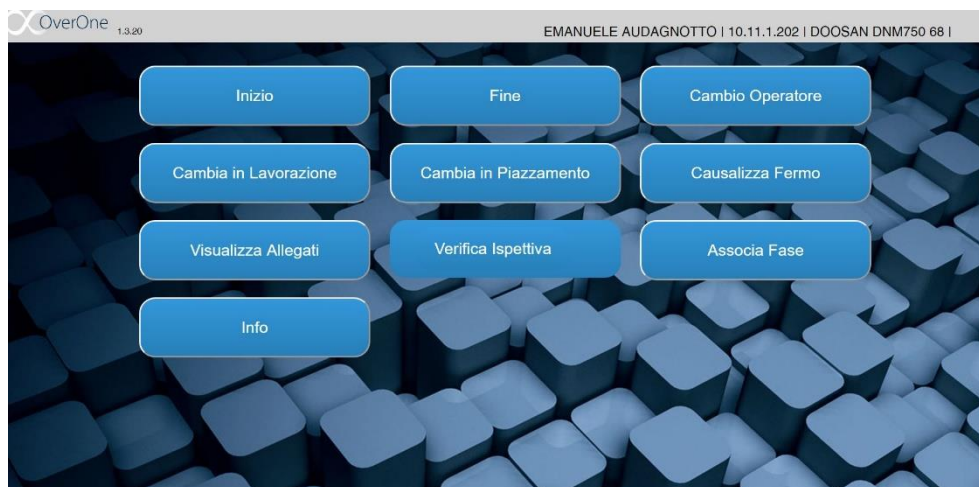 OverOne 1.3.20
EMANUELE AUDAGNOTTO | 10.11.1.202 | DOOSAN DNM750 68 |
Inizio
Fine
Cambio Operatore
Cambia in Lavorazione
Cambia in Piazzamento
Causalizza Fermo
Visualizza Allegati
Verifica Ispettiva
Associa Fase
Info